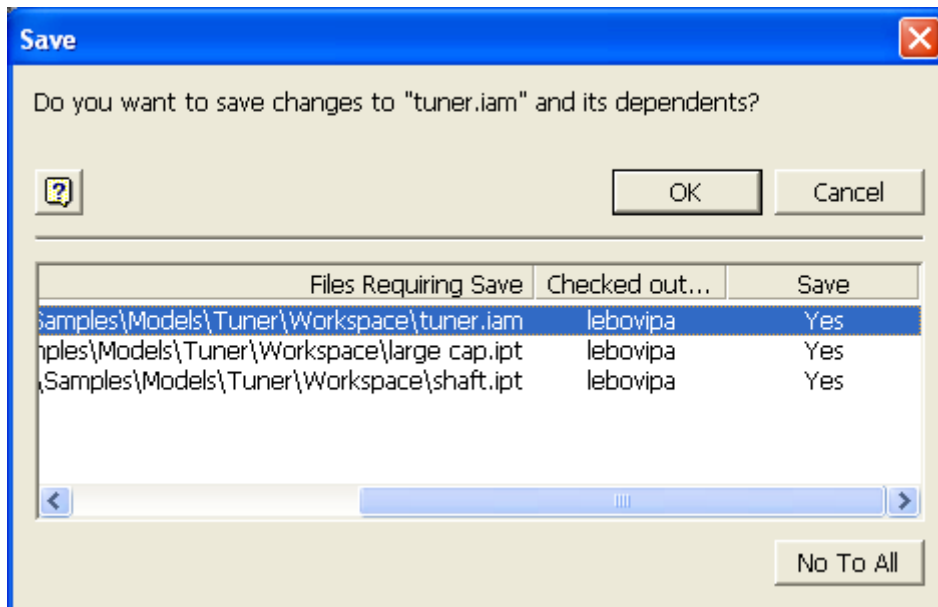 Save
Do you want to save changes to "tuner.iam" and its dependents?
OK Cancel
Files Requiring Save Checked out... Save
Samples\Models\Tuner\Workspace\tuner.iam lebovipa Yes
ples\Models\Tuner\Workspace\large cap.ipt lebovipa Yes
\Samples\Models\Tuner\Workspace\shaft.ipt lebovipa Yes
No To All